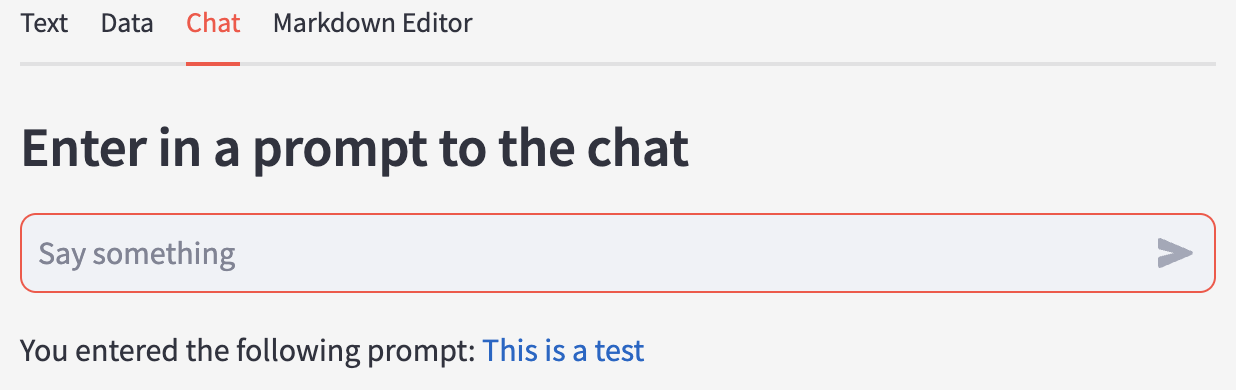 Text Data Chat Markdown Editor
Enter in a prompt to the chat
Say something
You entered the following prompt: This is a test